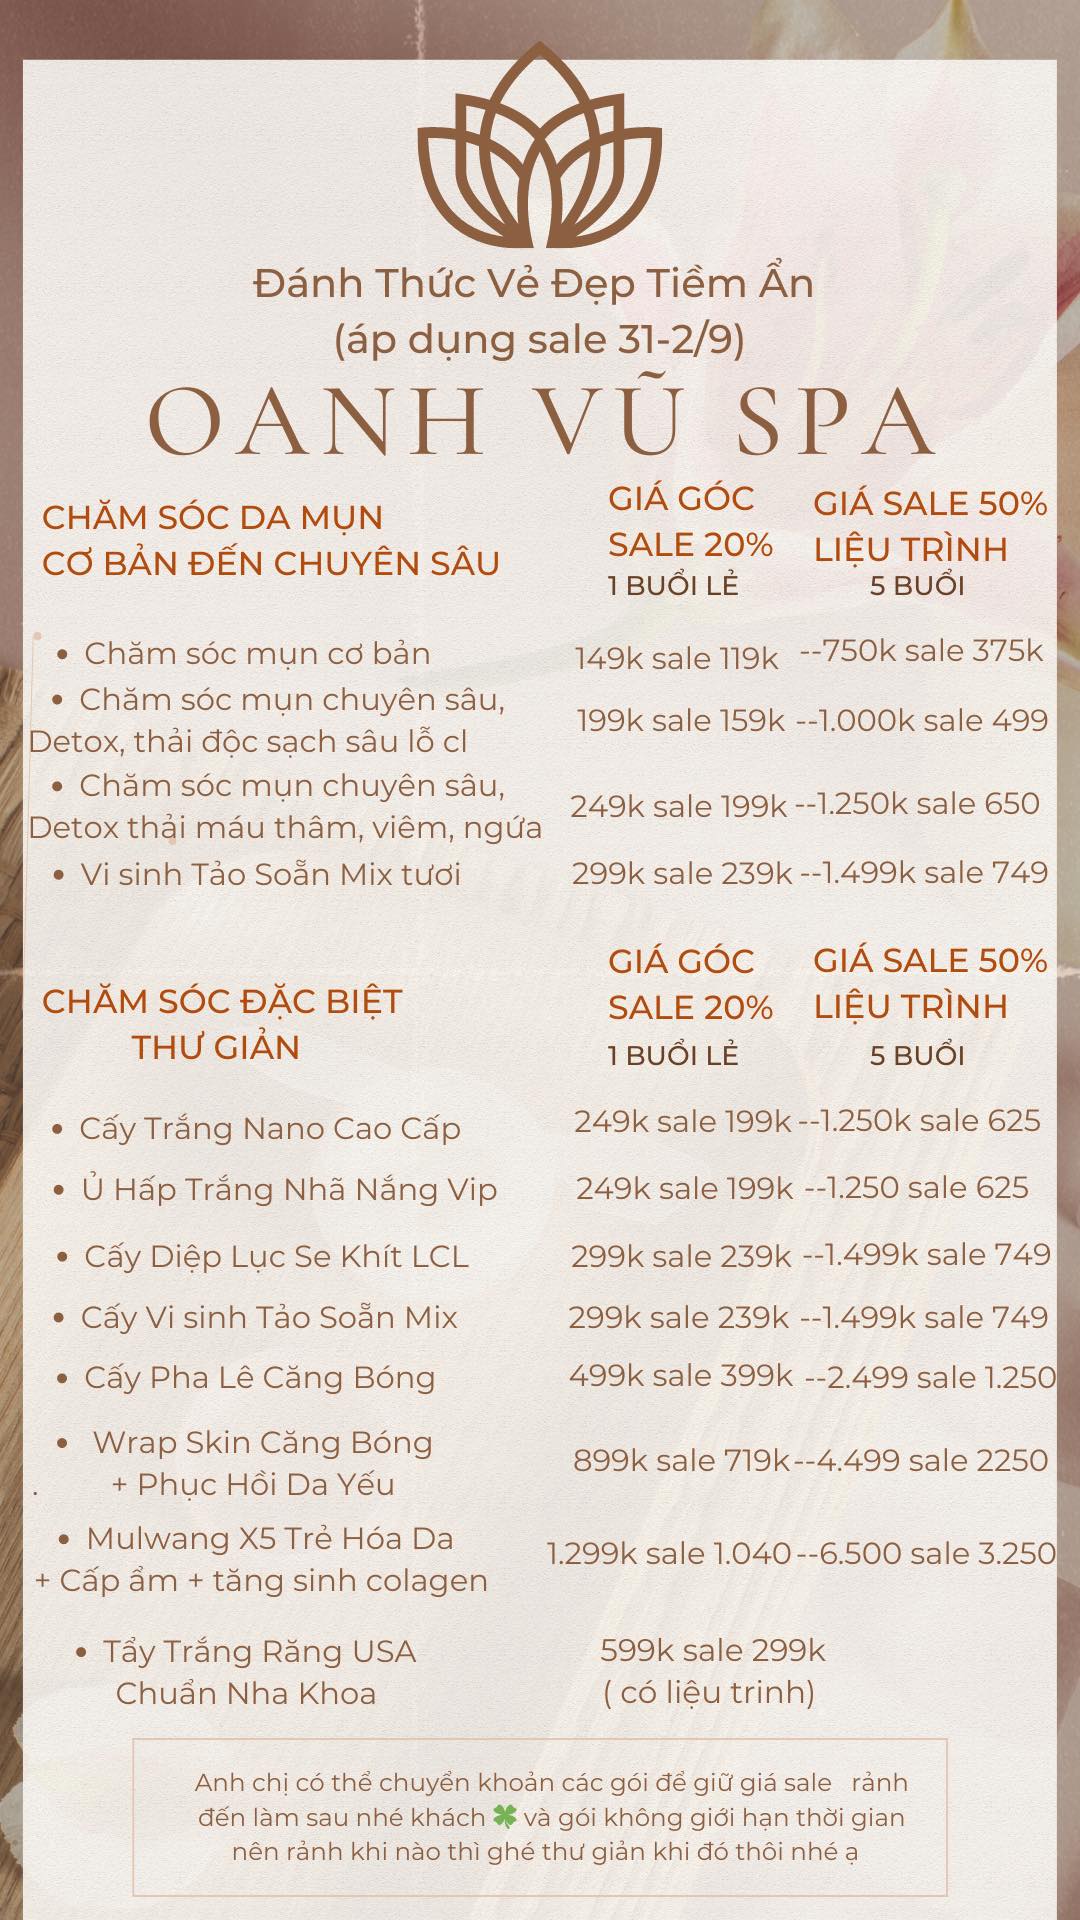 Đánh Thức Vẻ Đẹp Tiềm Ẩn
(áp dụng sale 31-2/9)
OANH VŨ SPA
CHĂM SÓC DA MỤN
CƠ BẢN ĐẾN CHUYÊN SÂU
GIÁ GÓC
SALE 20%
1 BUỔI LẺ
GIÁ SALE 50%
LIỆU TRÌNH
5 BUỔI
• Chăm sóc mụn cơ bản 149k sale 119k --750k sale 375k
• Chăm sóc mụn chuyên sâu,
Detox, thải độc sạch sâu lỗ cl 199k sale 159k --1.000k sale 499
• Chăm sóc mụn chuyên sâu,
Detox thải máu thâm, viêm, ngứa 249k sale 199k --1.250k sale 650
• Vi sinh Tảo Soẵn Mix tươi 299k sale 239k --1.499k sale 749
CHĂM SÓC ĐẶC BIỆT
THƯ GIẢN
GIÁ GÓC
SALE 20%
1 BUỔI LẺ
GIÁ SALE 50%
LIỆU TRÌNH
5 BUỔI
• Cấy Trắng Nano Cao Cấp 249k sale 199k --1.250k sale 625
• Ủ Hấp Trắng Nhã Nắng Vip 249k sale 199k --1.250 sale 625
• Cấy Diệp Lục Se Khít LCL 299k sale 239k --1.499k sale 749
• Cấy Vi sinh Tảo Soẵn Mix 299k sale 239k --1.499k sale 749
• Cấy Pha Lê Căng Bóng 499k sale 399k --2.499 sale 1.250
• Wrap Skin Căng Bóng
. + Phục Hồi Da Yếu 899k sale 719k --4.499 sale 2250
• Mulwang X5 Trẻ Hóa Da
+ Cấp ẩm + tăng sinh colagen 1.299k sale 1.040 --6.500 sale 3.250
• Tẩy Trắng Răng USA 599k sale 299k
Chuẩn Nha Khoa ( có liệu trinh)
Anh chị có thể chuyển khoản các gói để giữ giá sale rảnh
đến làm sau nhé khách 🍀 và gói không giới hạn thời gian
nên rảnh khi nào thì ghé thư giản khi đó thôi nhé ạ